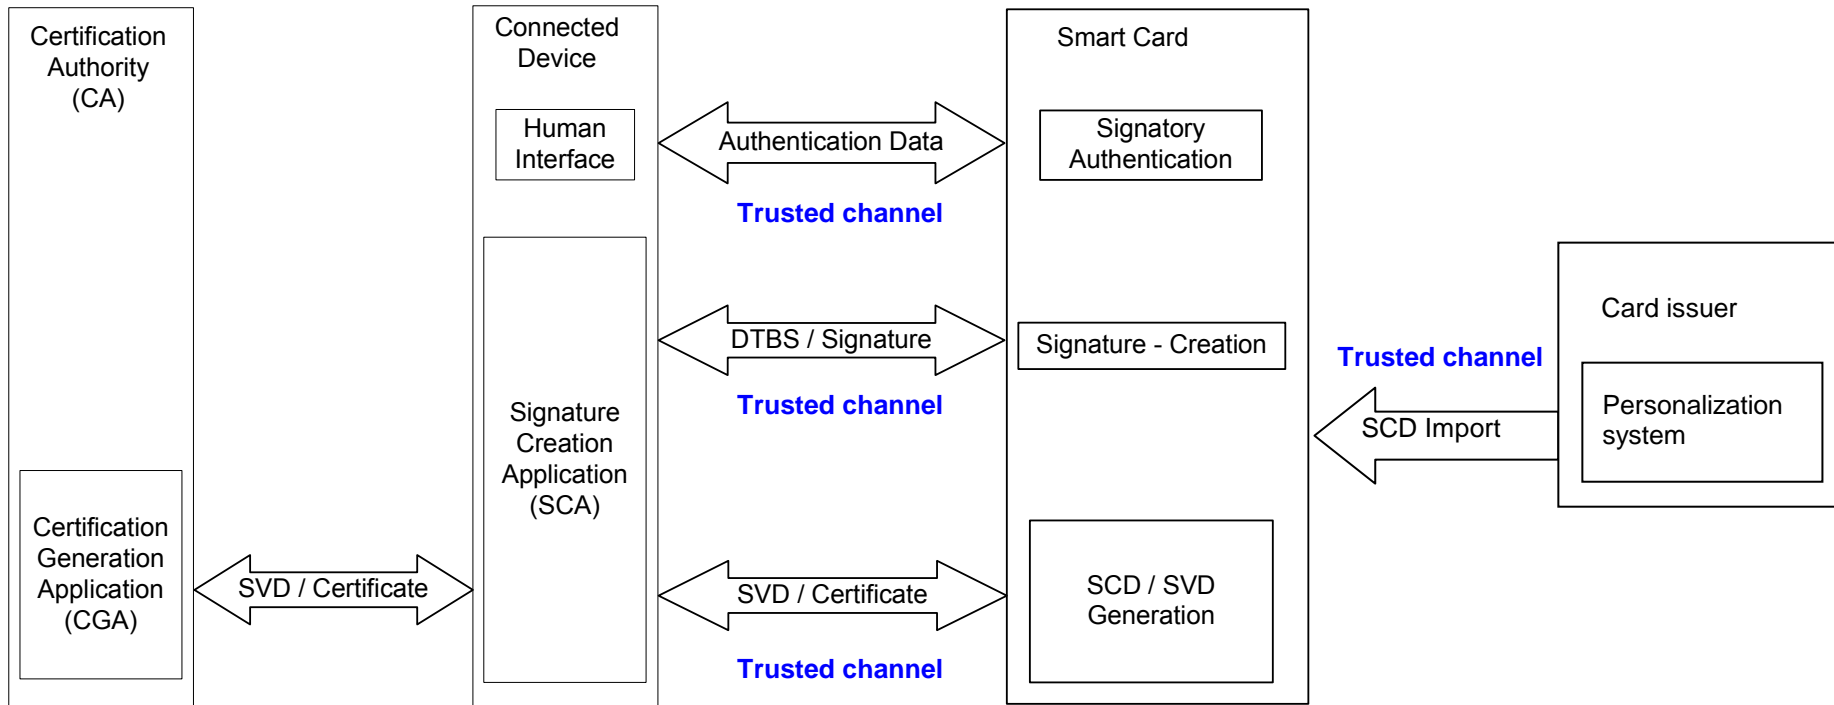 Certification
Authority
(CA)
Certification
Generation
Application
(CGA)
SVD / Certificate
Connected
Device
Human
Interface
Signature
Creation
Application
(SCA)
Authentication Data
Trusted channel
DTBS / Signature
Trusted channel
SVD / Certificate
Trusted channel
Smart Card
Signatory
Authentication
Signature - Creation
SCD / SVD
Generation
Trusted channel
SCD Import
Card issuer
Personalization
system